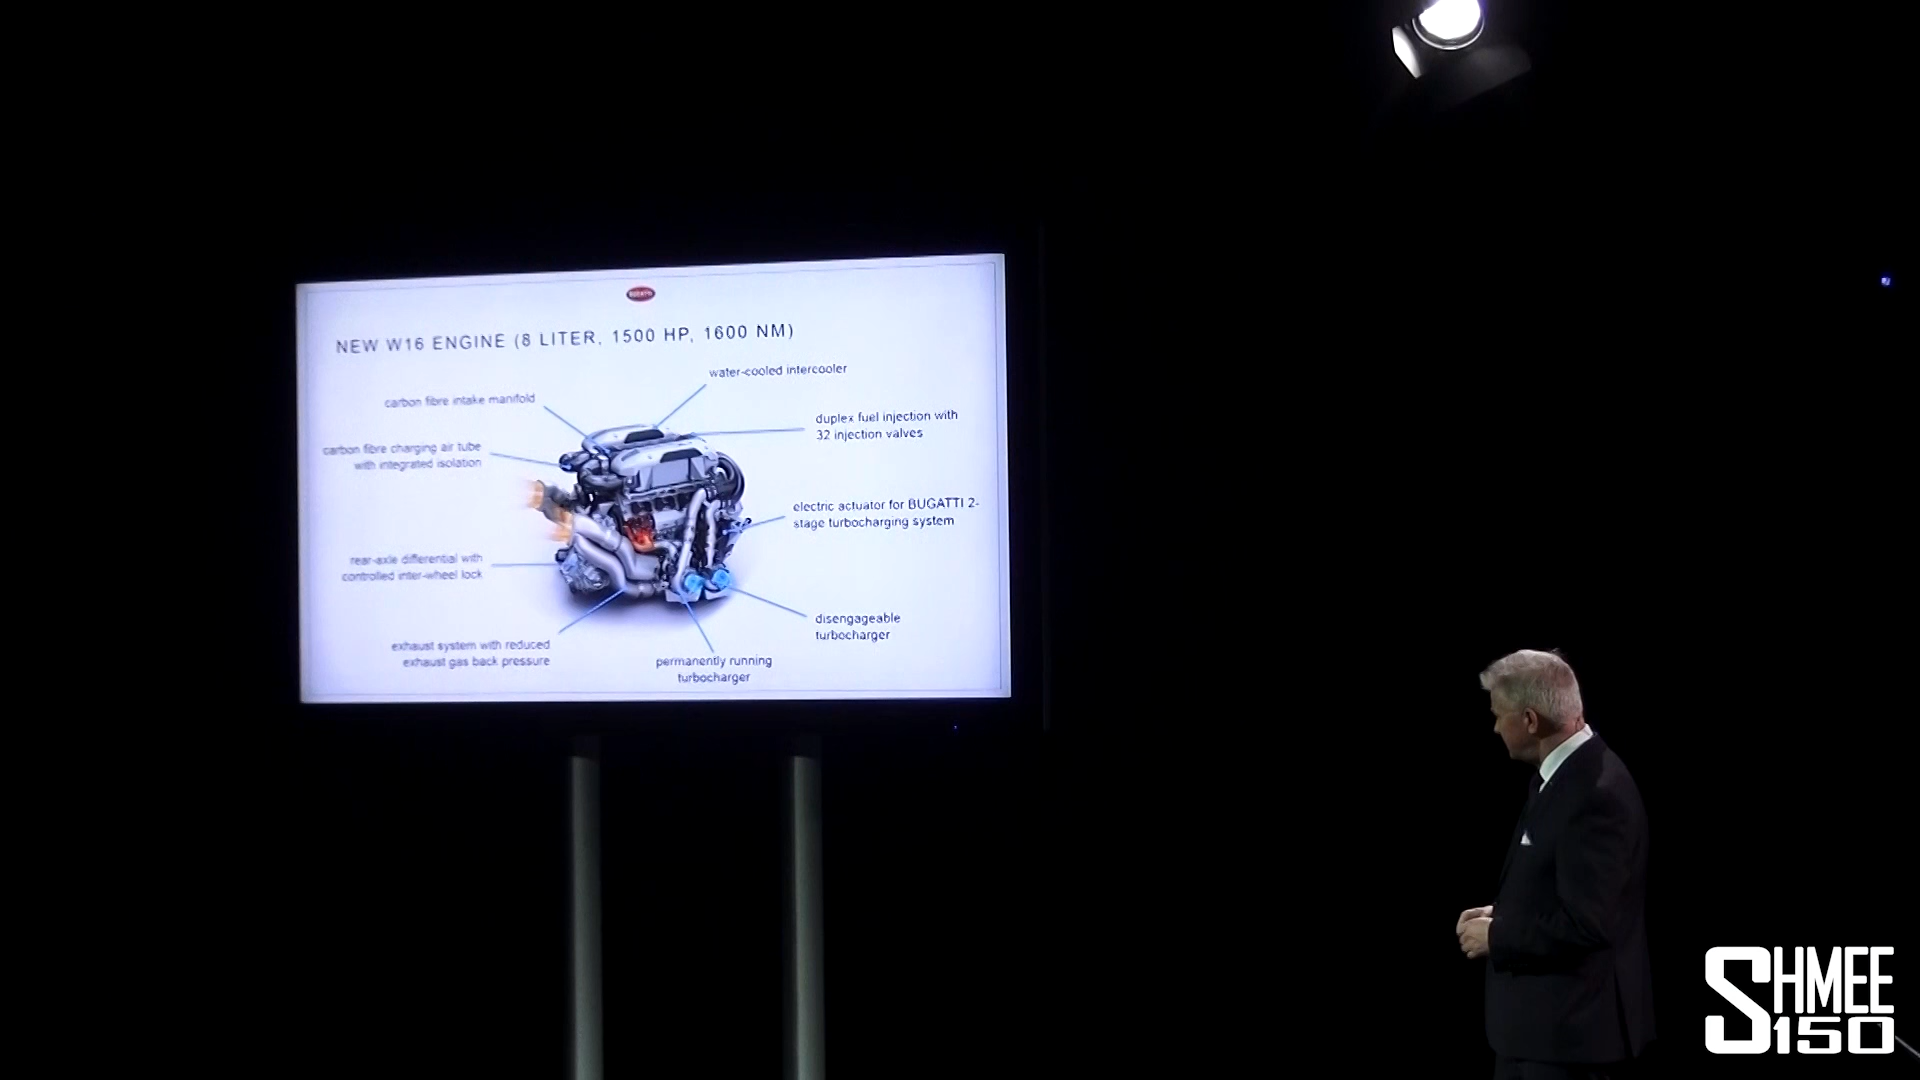 BUGATTI
NEW W16 ENGINE (8 LITER, 1500 HP, 1600 NM)
water-cooled intercooler
carbon fibre intake manifold
duplex fuel injection with
32 injection valves
carbon fibre charging air tube
with integrated isolation
electric actuator for BUGATTI 2-
stage turbocharging system
rear-axle differential with
controlled inter-wheel lock
disengageable
turbocharger
exhaust system with reduced
exhaust gas back pressure
permanently running
turbocharger
SHMEE
150